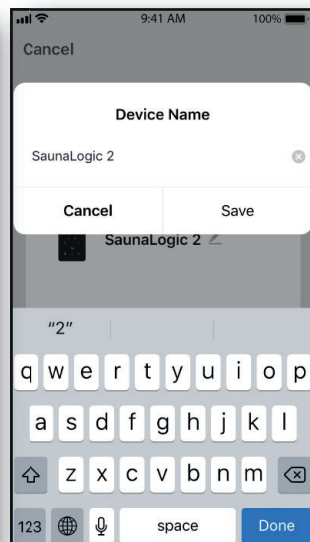 9:41 AM 100%
Cancel
Device Name
SaunaLogic 2
Cancel Save
SaunaLogic 2
"2"
q w e r t y u i o p
a s d f g h j k l
z x c v b n m
123 space Done